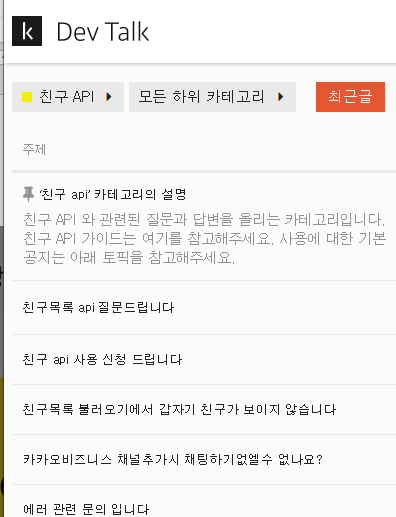 k Dev Talk
친구 API 모든 하위 카테고리 최근글
주제
'친구 api' 카테고리의 설명
친구 API 와 관련된 질문과 답변을 올리는 카테고리입니다.
친구 API 가이드는 여기를 참고해주세요. 사용에 대한 기본
공지는 아래 토픽을 참고해주세요.
친구목록 api 질문드립니다
친구 api 사용 신청 드립니다
친구목록 불러오기에서 갑자기 친구가 보이지 않습니다
카카오비즈니스 채널추가시 채팅하기없엘수 없나요?
에러 관련 문의 입니다